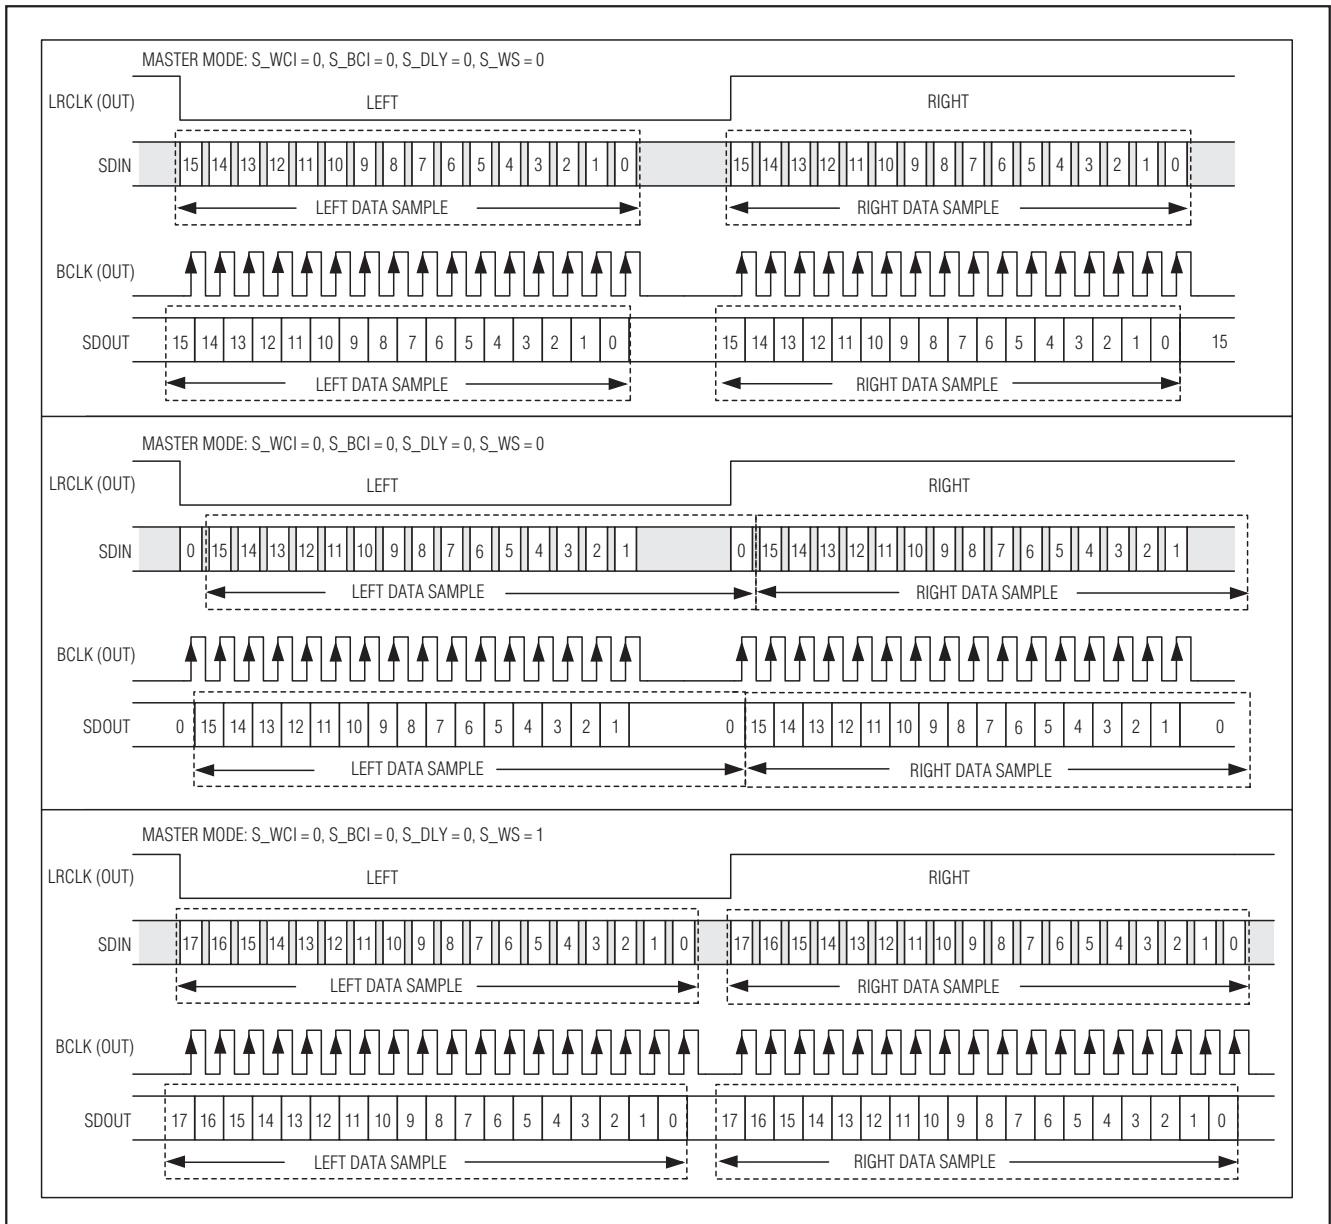 MASTER MODE: S_WCI = 0, S_BCI = 0, S_DLY = 0, S_WS = 0
LRCLK (OUT) LEFT RIGHT
SDIN 15 14 13 12 11 10 9 8 7 6 5 4 3 2 1 0 15 14 13 12 11 10 9 8 7 6 5 4 3 2 1 0
LEFT DATA SAMPLE RIGHT DATA SAMPLE
BCLK (OUT)
SDOUT 15 14 13 12 11 10 9 8 7 6 5 4 3 2 1 0 15 14 13 12 11 10 9 8 7 6 5 4 3 2 1 0 15
LEFT DATA SAMPLE RIGHT DATA SAMPLE
MASTER MODE: S_WCI = 0, S_BCI = 0, S_DLY = 0, S_WS = 0
LRCLK (OUT) LEFT RIGHT
SDIN 0 15 14 13 12 11 10 9 8 7 6 5 4 3 2 1 0 15 14 13 12 11 10 9 8 7 6 5 4 3 2 1
LEFT DATA SAMPLE RIGHT DATA SAMPLE
BCLK (OUT)
SDOUT 0 15 14 13 12 11 10 9 8 7 6 5 4 3 2 1 0 15 14 13 12 11 10 9 8 7 6 5 4 3 2 1 0
LEFT DATA SAMPLE RIGHT DATA SAMPLE
MASTER MODE: S_WCI = 0, S_BCI = 0, S_DLY = 0, S_WS = 1
LRCLK (OUT) LEFT RIGHT
SDIN 17 16 15 14 13 12 11 10 9 8 7 6 5 4 3 2 1 0 17 16 15 14 13 12 11 10 9 8 7 6 5 4 3 2 1 0
LEFT DATA SAMPLE RIGHT DATA SAMPLE
BCLK (OUT)
SDOUT 17 16 15 14 13 12 11 10 9 8 7 6 5 4 3 2 1 0 17 16 15 14 13 12 11 10 9 8 7 6 5 4 3 2 1 0
LEFT DATA SAMPLE RIGHT DATA SAMPLE